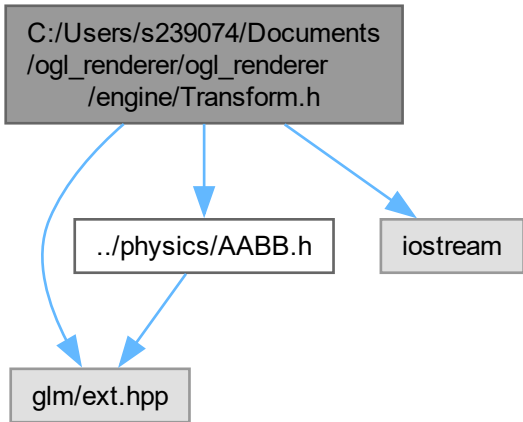 C:/Users/s239074/Documents
/ogl_renderer/ogl_renderer
/engine/Transform.h
../physics/AABB.h
iostream
glm/ext.hpp